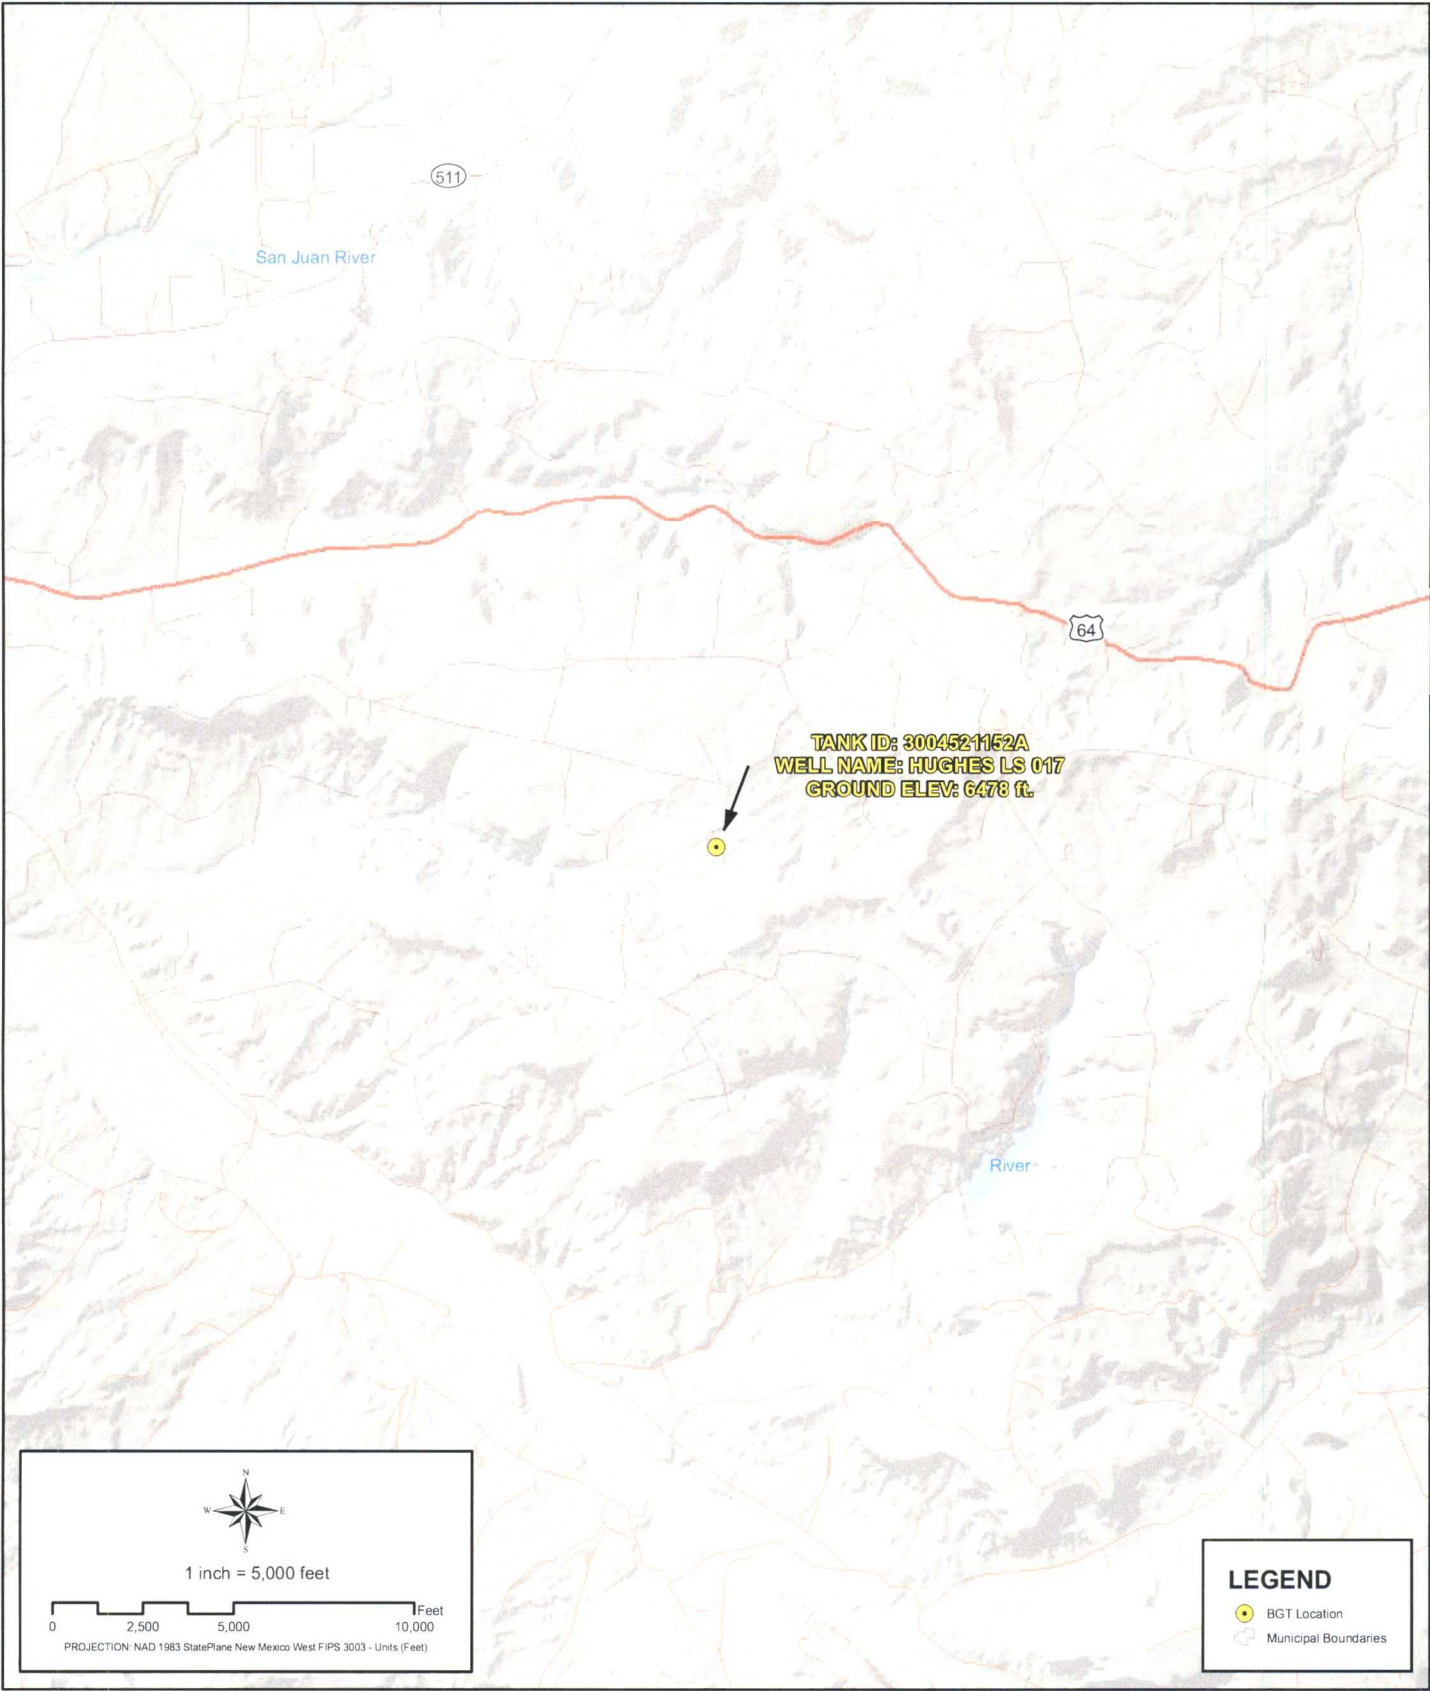 511
San Juan River
64
TANK ID: 3004521152A
WELL NAME: HUGHES LS 017
GROUND ELEV: 6478 ft.
River
N
W E
S
1 inch = 5,000 feet
Feet
0 2,500 5,000 10,000
PROJECTION: NAD 1983 StatePlane New Mexico West FIPS 3003 - Units (Feet)
LEGEND
BGT Location
Municipal Boundaries